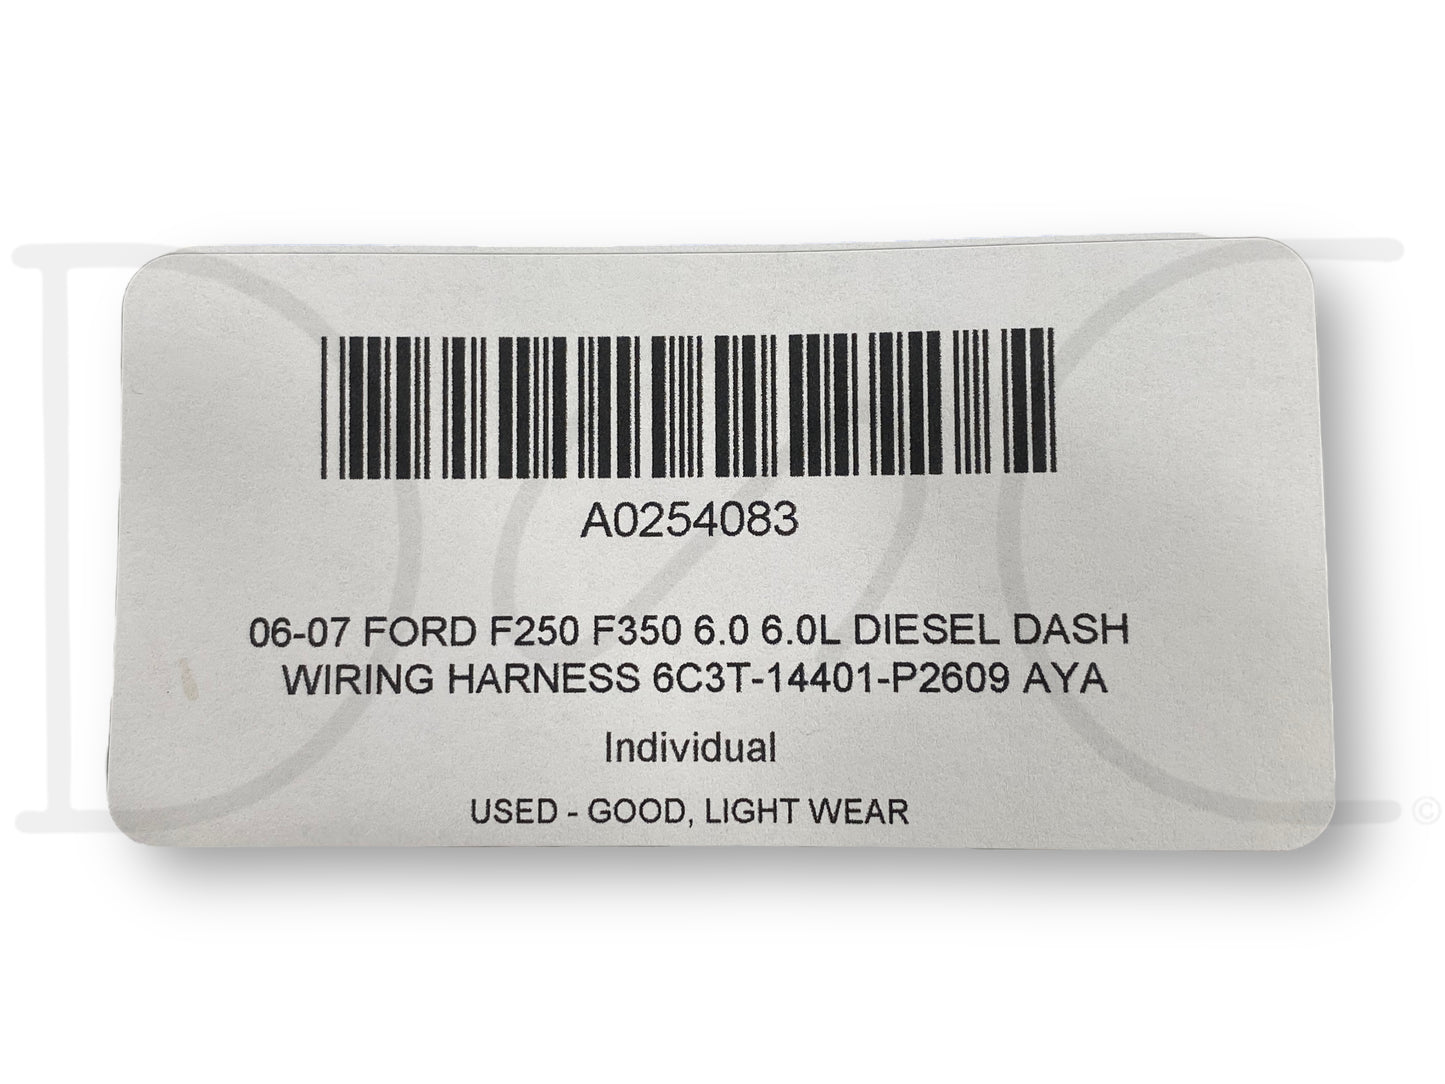 A0254083
06-07 FORD F250 F350 6.0 6.0L DIESEL DASH
WIRING HARNESS 6C3T-14401-P2609 AYA
Individual
USED - GOOD, LIGHT WEAR
©